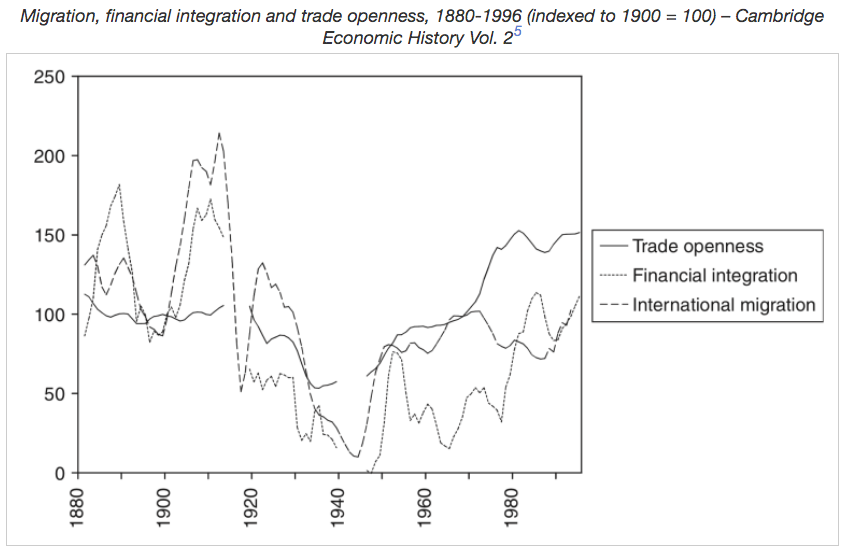 Migration, financial integration and trade openness, 1880-1996 (indexed to 1900 = 100) – Cambridge
Economic History Vol. 2⁵
250
200
150
100
50
0
1880
1900
1920
1940
1960
1980
Trade openness
Financial integration
International migration